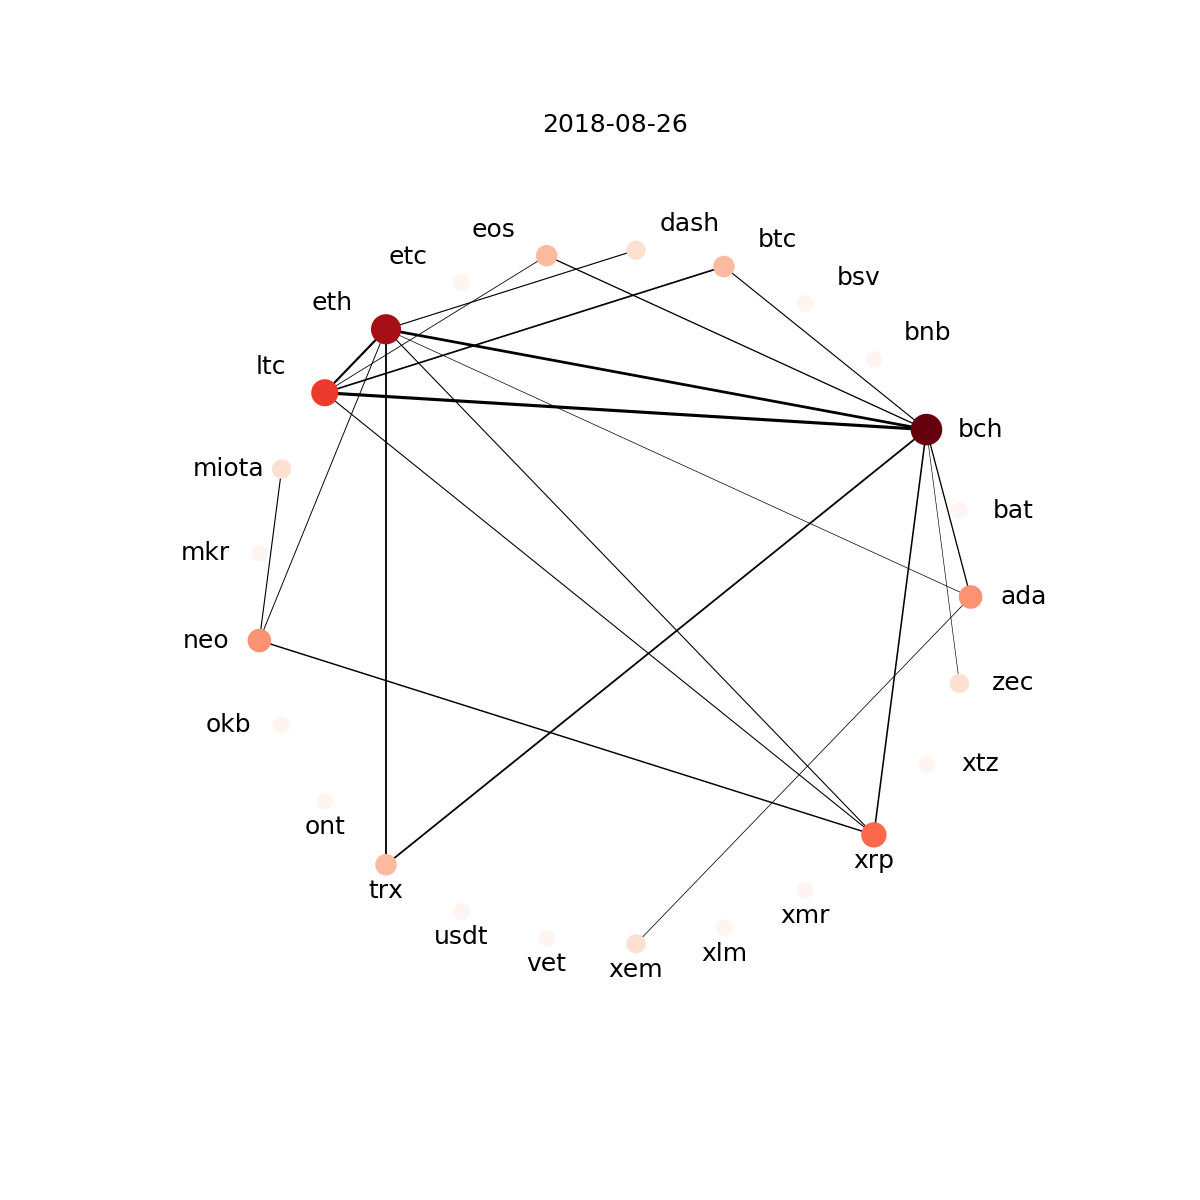 2018-08-26
dash
eos
btc
etc
bsv
eth
bnb
ltc
bch
miota
bat
mkr
ada
neo
zec
okb
xtz
ont
xrp
trx
xmr
usdt
xlm
vet
xem